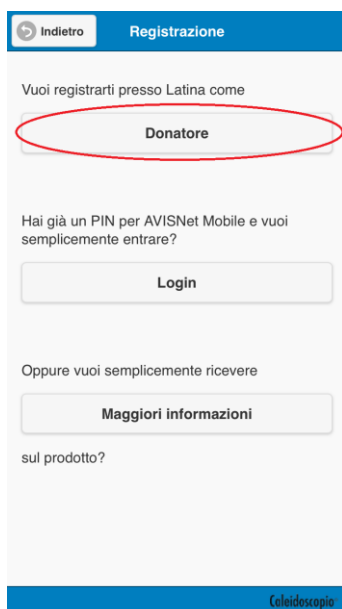 Indietro
Registrazione
Vuoi registrarti presso Latina come
Donatore
Hai già un PIN per AVISNet Mobile e vuoi
semplicemente entrare?
Login
Oppure vuoi semplicemente ricevere
Maggiori informazioni
sul prodotto?
Caleidoscopio